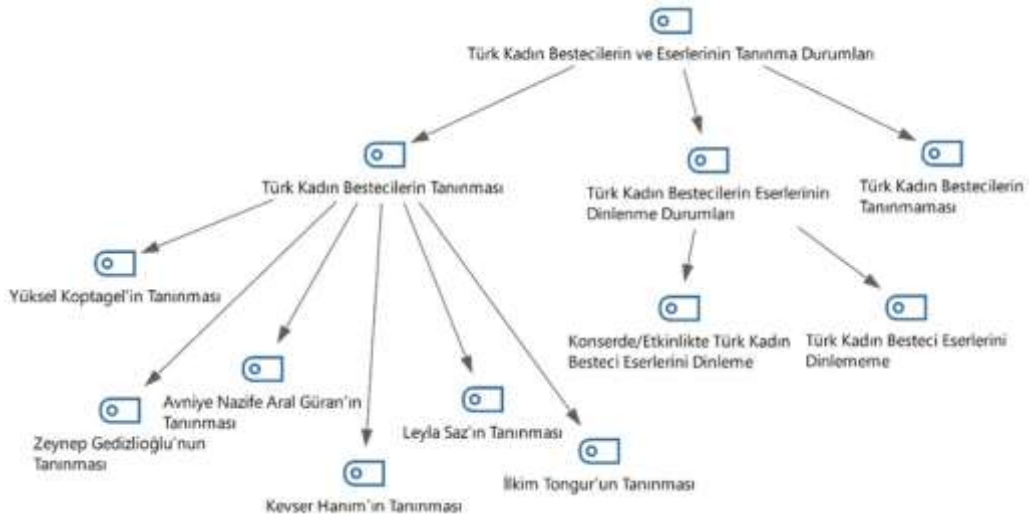 Türk Kadın Bestecilerin ve Eserlerinin Tanınma Durumları
Türk Kadın Bestecilerin Tanınması
Türk Kadın Bestecilerin Eserlerinin
Dinlenme Durumları
Türk Kadın Bestecilerin
Tanınmaması
Yüksel Koptagel'in Tanınması
Konserde/Etkinlikte Türk Kadın
Besteci Eserlerini Dinleme
Türk Kadın Besteci Eserlerini
Dinlememe
Avniye Nazife Aral Güran'ın
Tanınması
Zeynep Gedizlioğlu'nun
Tanınması
Leyla Saz'ın Tanınması
Kevser Hanım'ın Tanınması
İlkim Tongur'un Tanınması